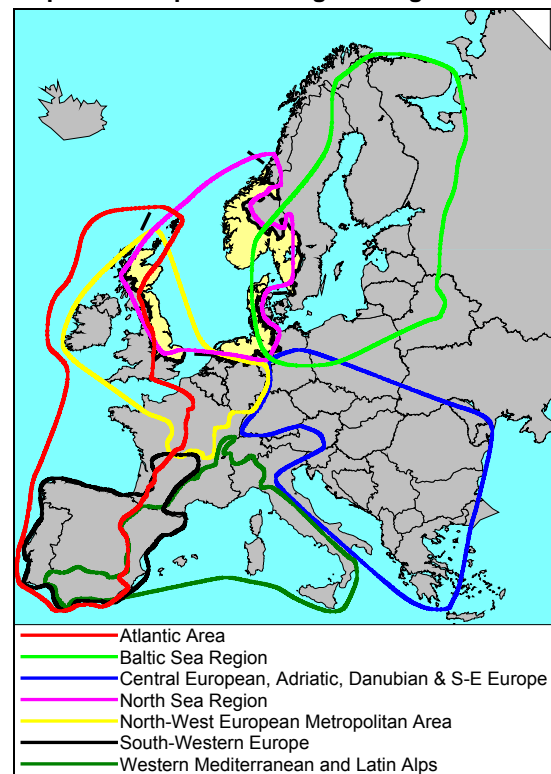 Atlantic Area
Baltic Sea Region
Central European, Adriatic, Danubian & S-E Europe
North Sea Region
North-West European Metropolitan Area
South-Western Europe
Western Mediterranean and Latin Alps